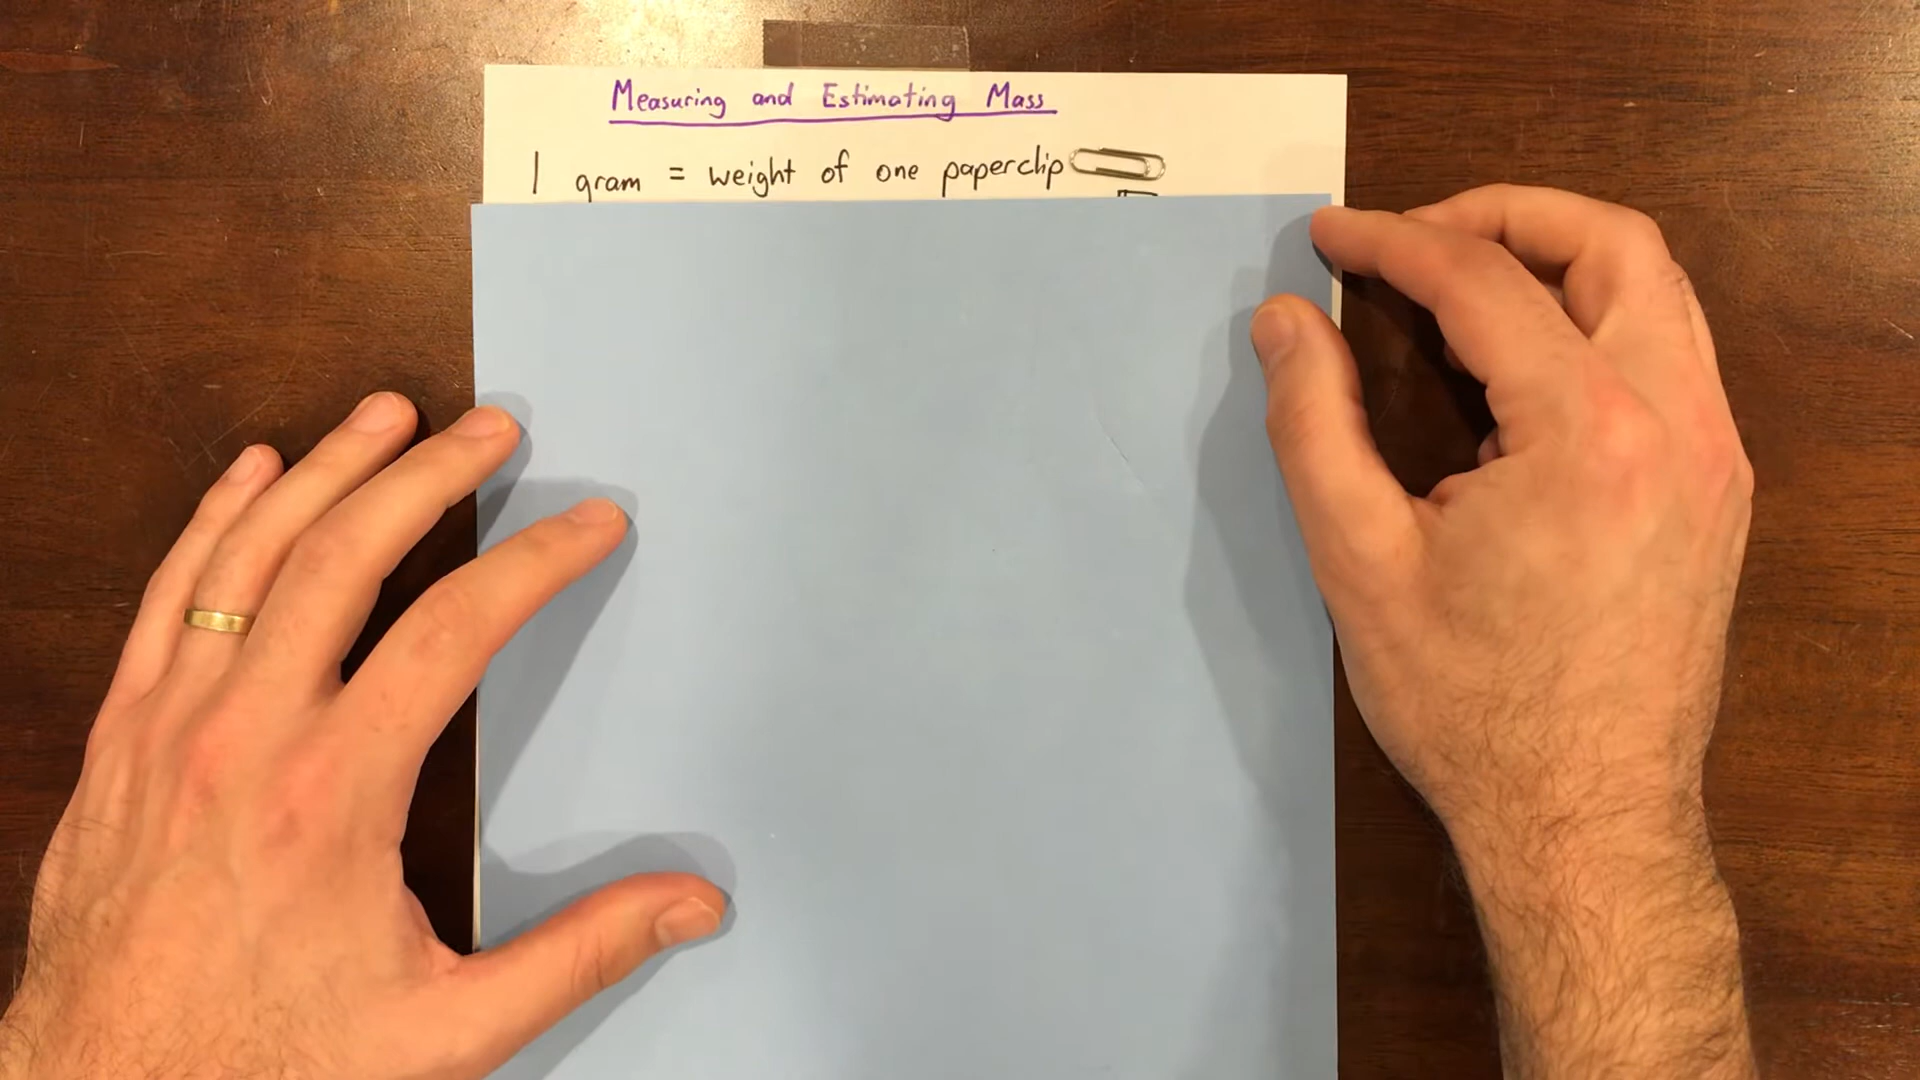 Measuring and Estimating Mass
1 gram = weight of one paperclip